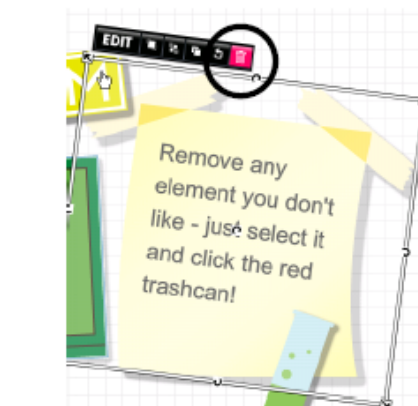 EDIT
Remove any
element you don't
like - just select it
and click the red
trashcan!